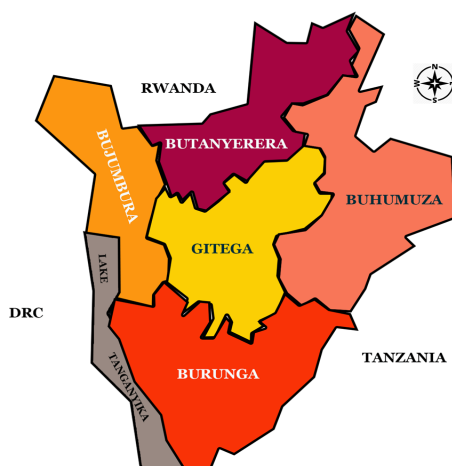 N
W
S
RWANDA
BUTANYERERA
BUJUMBURA
BUHUMUZA
GITEGA
LAKE
TANGANYIKA
DRC
TANZANIA
BURUNGA